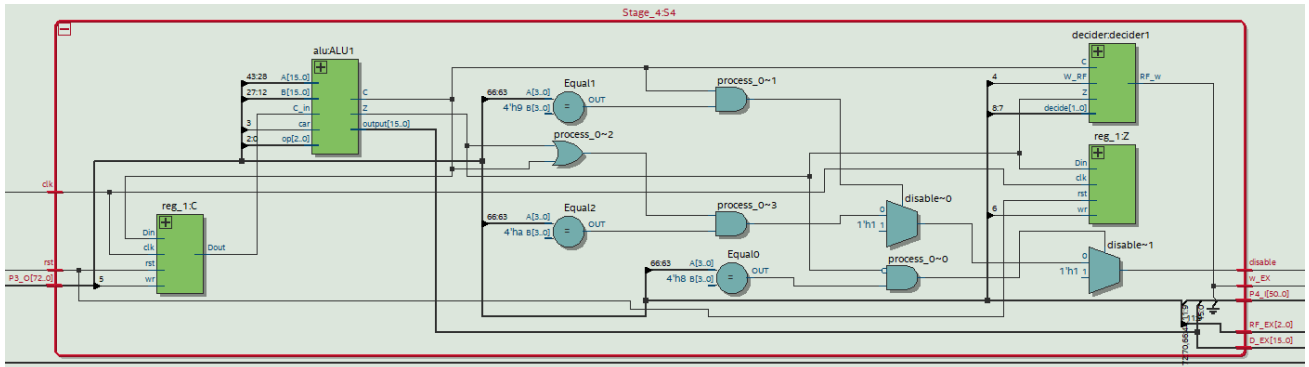 Stage_4:S4
alu:ALU1
43:28 A[15..0]
27:12 B[15..0]
C_in
3 car
2:0 op[2..0]
C
Z
output[15..0]
reg_1:C
Din
clk
rst
5 wr
Dout
clk
rst
P3_O[72..0]
Equal1
66:63 A[3..0]
4'h9 B[3..0]
=
OUT
process_0~1
process_0~2
Equal2
66:63 A[3..0]
4'ha B[3..0]
=
OUT
process_0~3
Equal0
66:63 A[3..0]
4'h8 B[3..0]
=
OUT
process_0~0
disable~0
0
1'h1 1
disable~1
0
1'h1 1
decider:decider1
C
4 W_RF
Z
8:7 decide[1..0]
RF_w
reg_1:Z
Din
clk
rst
6 wr
disable
w_EX
P4_I[50..0]
RF_EX[2..0]
D_EX[15..0]